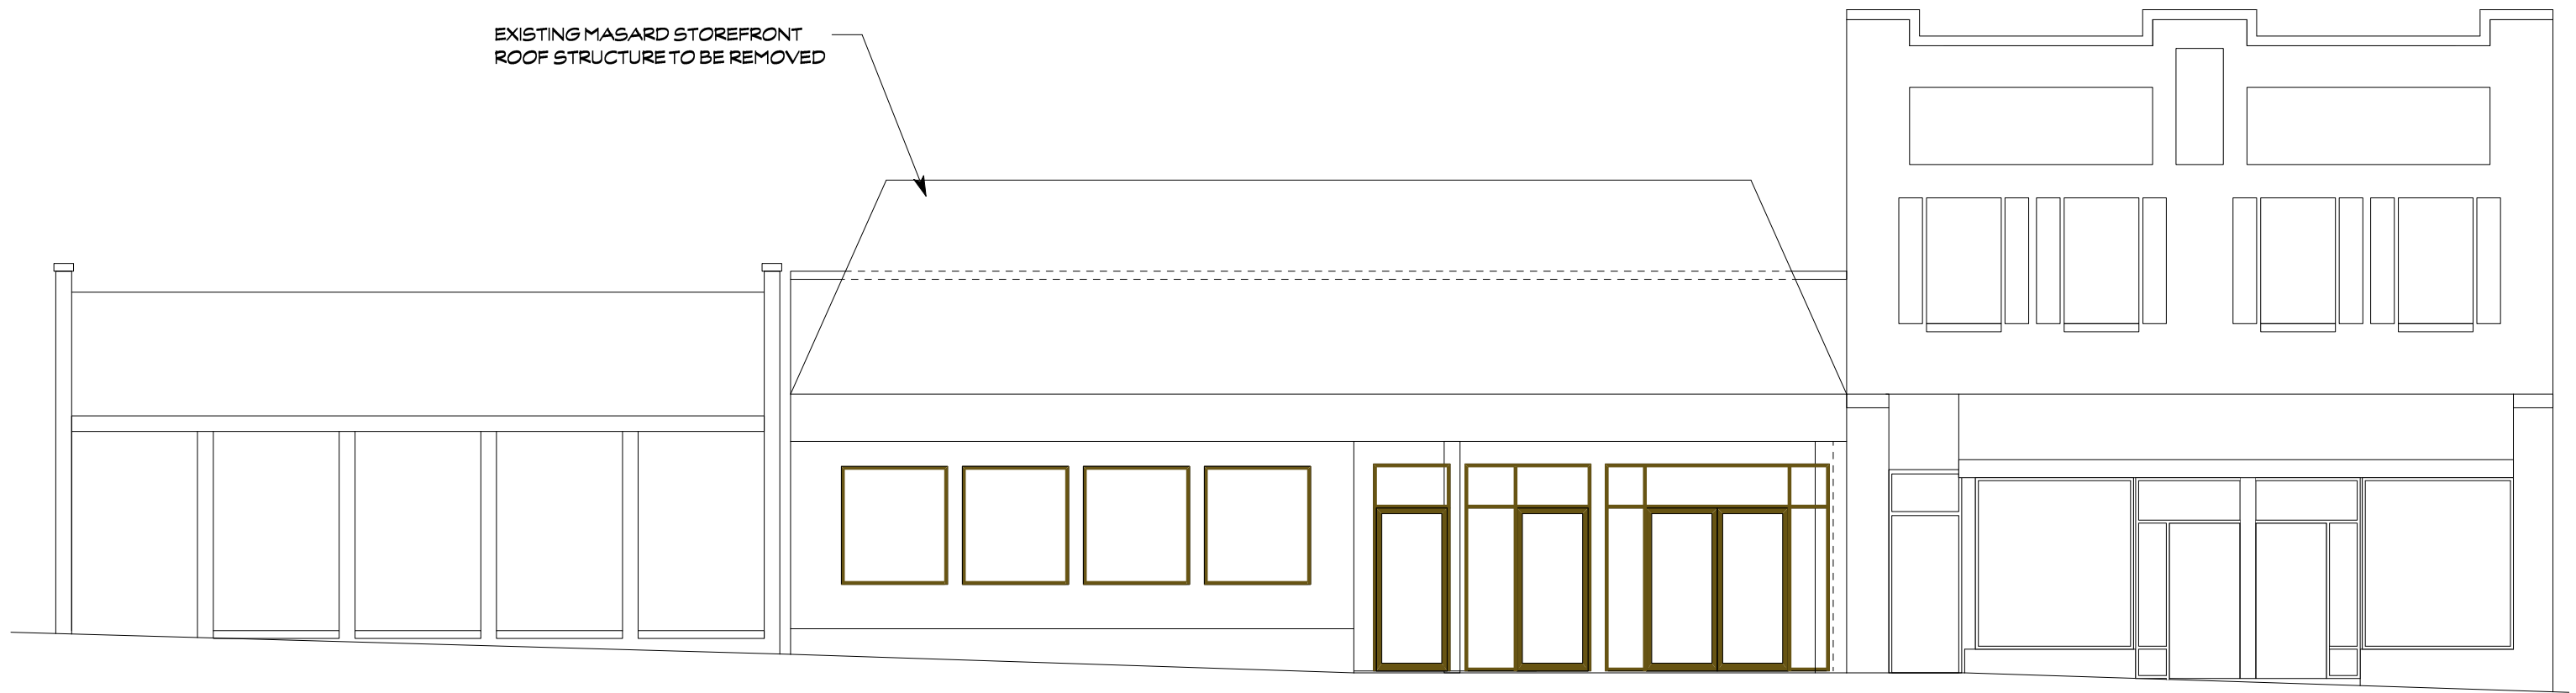 EXISTING MASARD STOREFRONT
ROOF STRUCTURE TO BE REMOVED